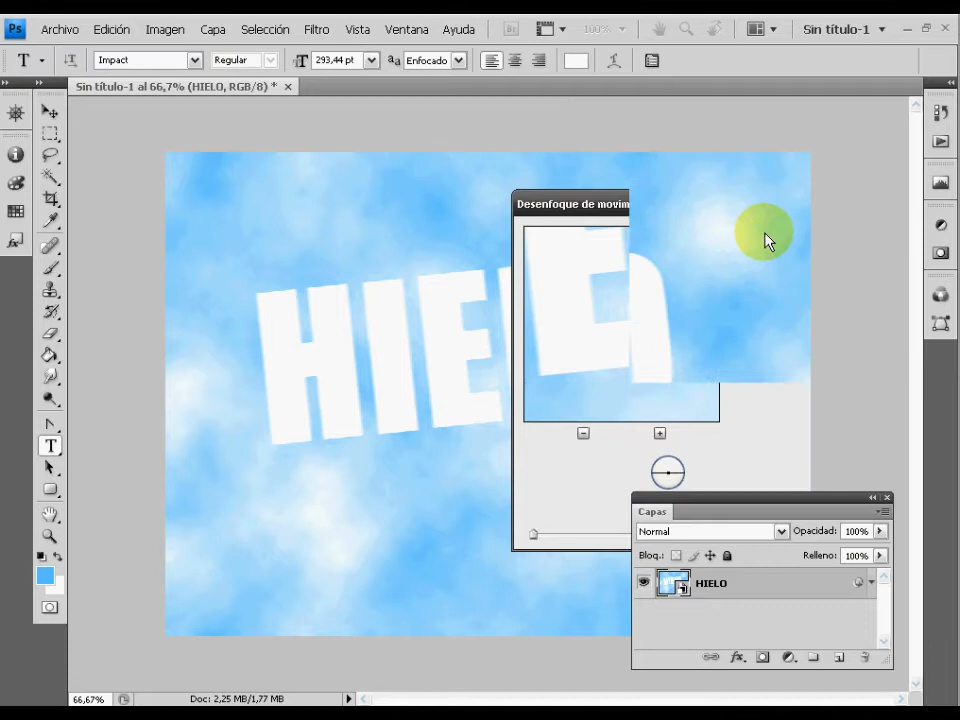 Ps Archivo Edición Imagen Capa Selección Filtro Vista Ventana Ayuda Br 100% Sin título-1
T T Impact Regular T 293,44 pt aa Enfocado
Sin título-1 al 66,7% (HIELO, RGB/8) *
Desenfoque de movim
HIE
Capas
Normal Opacidad: 100%
Bloq.: Relleno: 100%
HIELO
T
66,67% Doc: 2,25 MB/1,77 MB